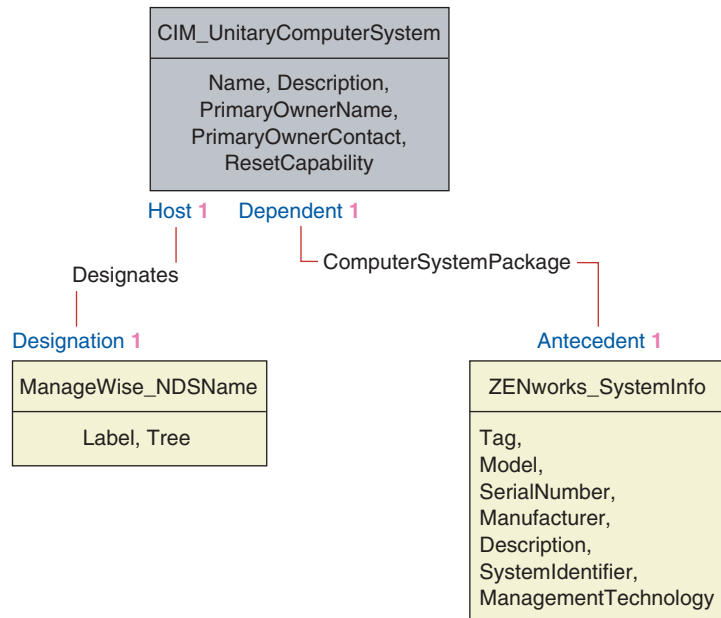 CIM_UnitaryComputerSystem
Name, Description,
PrimaryOwnerName,
PrimaryOwnerContact,
ResetCapability
Host 1 Dependent 1
Designates
ComputerSystemPackage
Designation 1
Antecedent 1
ManageWise_NDSName
Label, Tree
ZENworks_SystemInfo
Tag,
Model,
SerialNumber,
Manufacturer,
Description,
SystemIdentifier,
ManagementTechnology